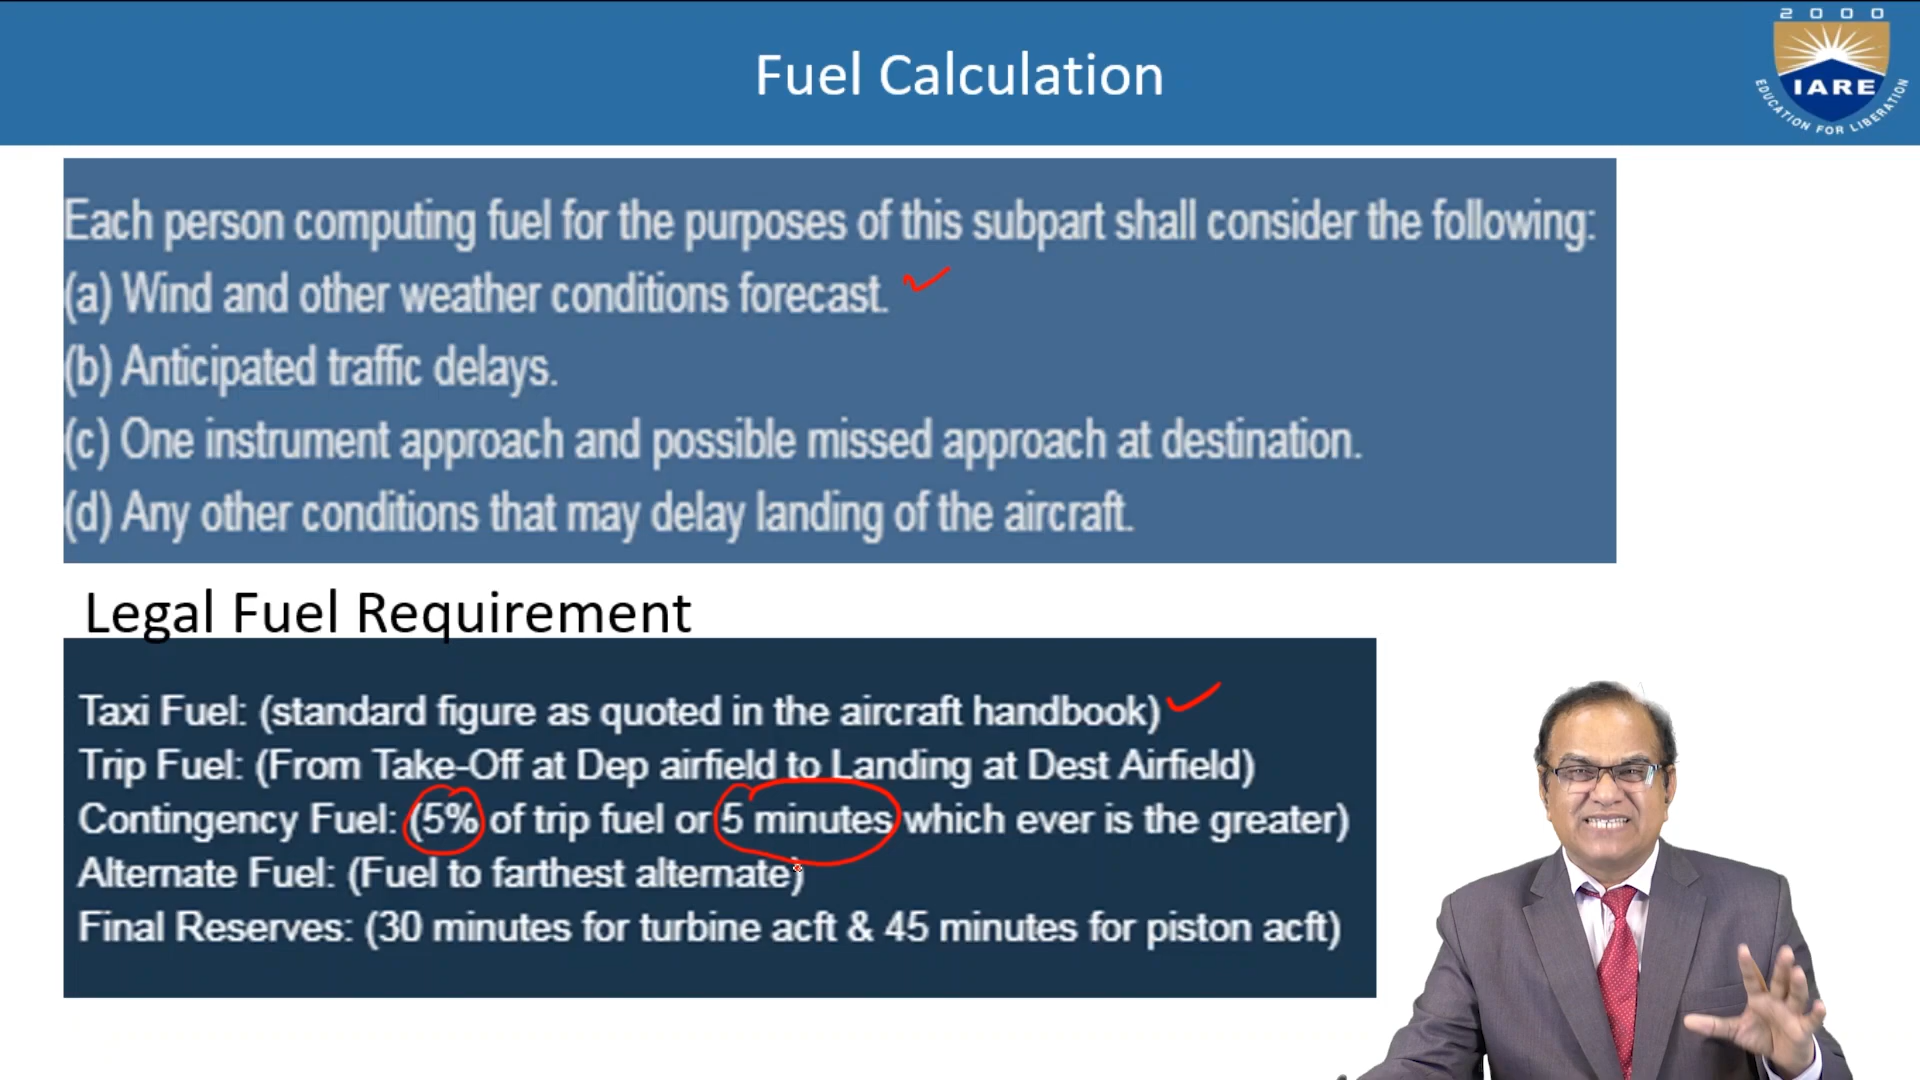 Fuel Calculation
2000
IARE
EDUCATION FOR LIBERATION
Each person computing fuel for the purposes of this subpart shall consider the following:
(a) Wind and other weather conditions forecast.
(b) Anticipated traffic delays.
(c) One instrument approach and possible missed approach at destination.
(d) Any other conditions that may delay landing of the aircraft.
Legal Fuel Requirement
Taxi Fuel: (standard figure as quoted in the aircraft handbook)
Trip Fuel: (From Take-Off at Dep airfield to Landing at Dest Airfield)
Contingency Fuel: (5% of trip fuel or 5 minutes which ever is the greater)
Alternate Fuel: (Fuel to farthest alternate)
Final Reserves: (30 minutes for turbine acft & 45 minutes for piston acft)